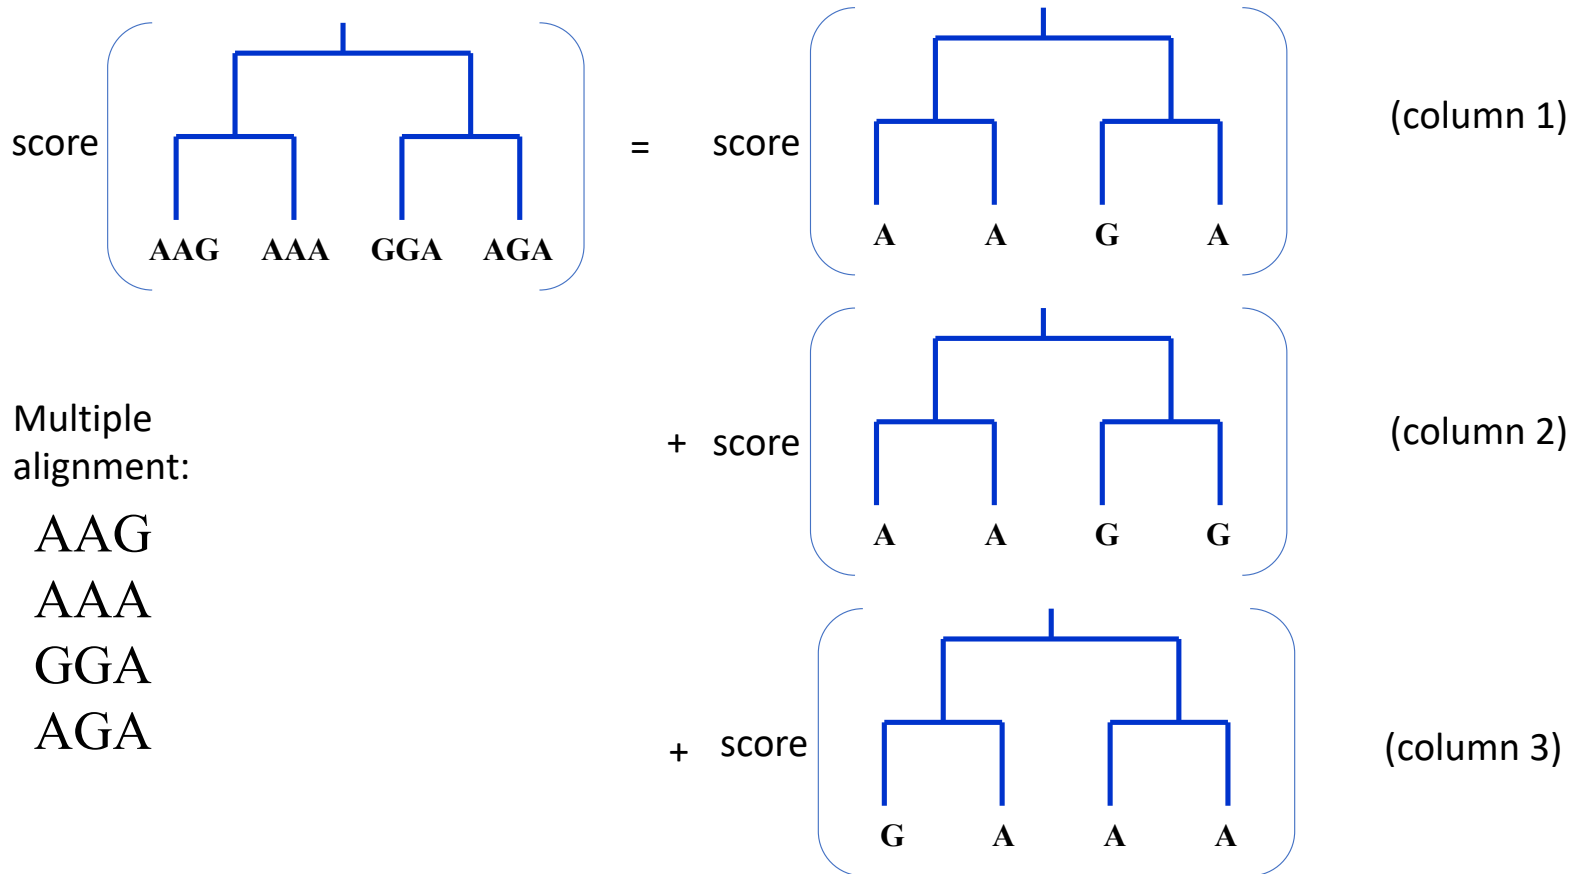 score
AAG AAA GGA AGA
=
score
A A G A
(column 1)
+ score
A A G G
(column 2)
+ score
G A A A
(column 3)
Multiple
alignment:
AAG
AAA
GGA
AGA